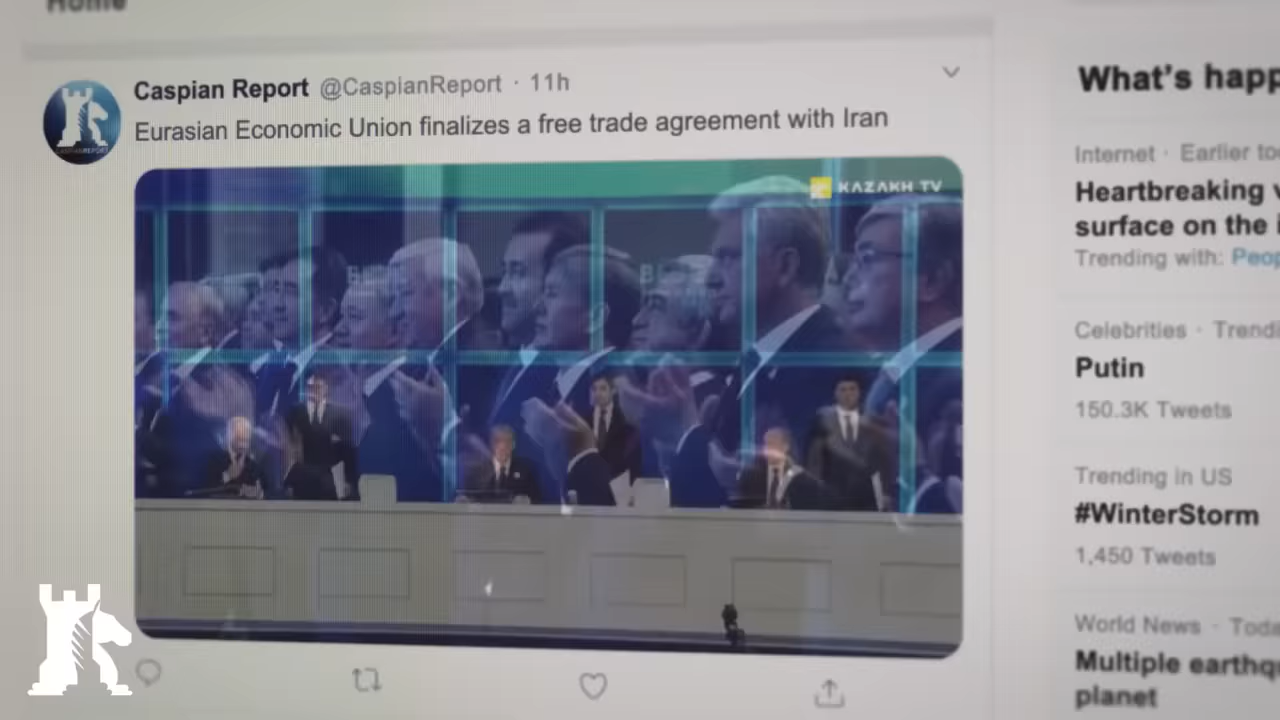 Home
Caspian Report @CaspianReport · 11h
Eurasian Economic Union finalizes a free trade agreement with Iran
KAZAKH TV
What's happ
Internet · Earlier to
Heartbreaking
surface on the
Trending with: Peop
Celebrities · Trendi
Putin
150.3K Tweets
Trending in US
#WinterStorm
1,450 Tweets
World News · Toda
Multiple earthq
planet